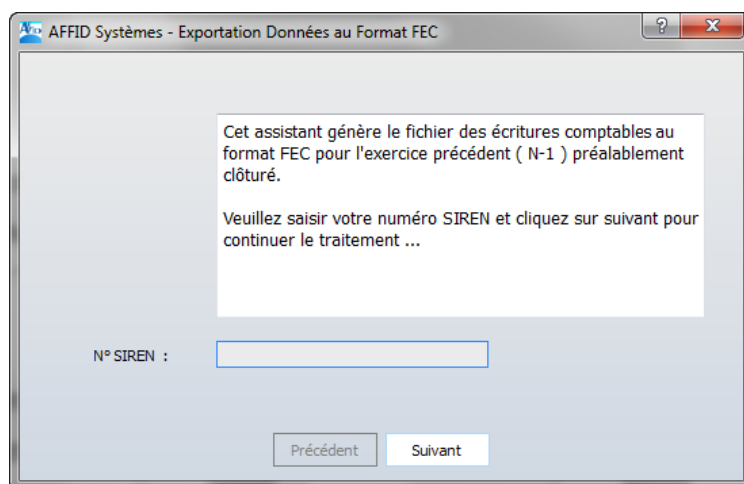 AFFID Systèmes - Exportation Données au Format FEC
Cet assistant génère le fichier des écritures comptables au
format FEC pour l'exercice précédent ( N-1 ) préalablement
clôturé.
Veuillez saisir votre numéro SIREN et cliquez sur suivant pour
continuer le traitement ...
N° SIREN :
Précédent
Suivant